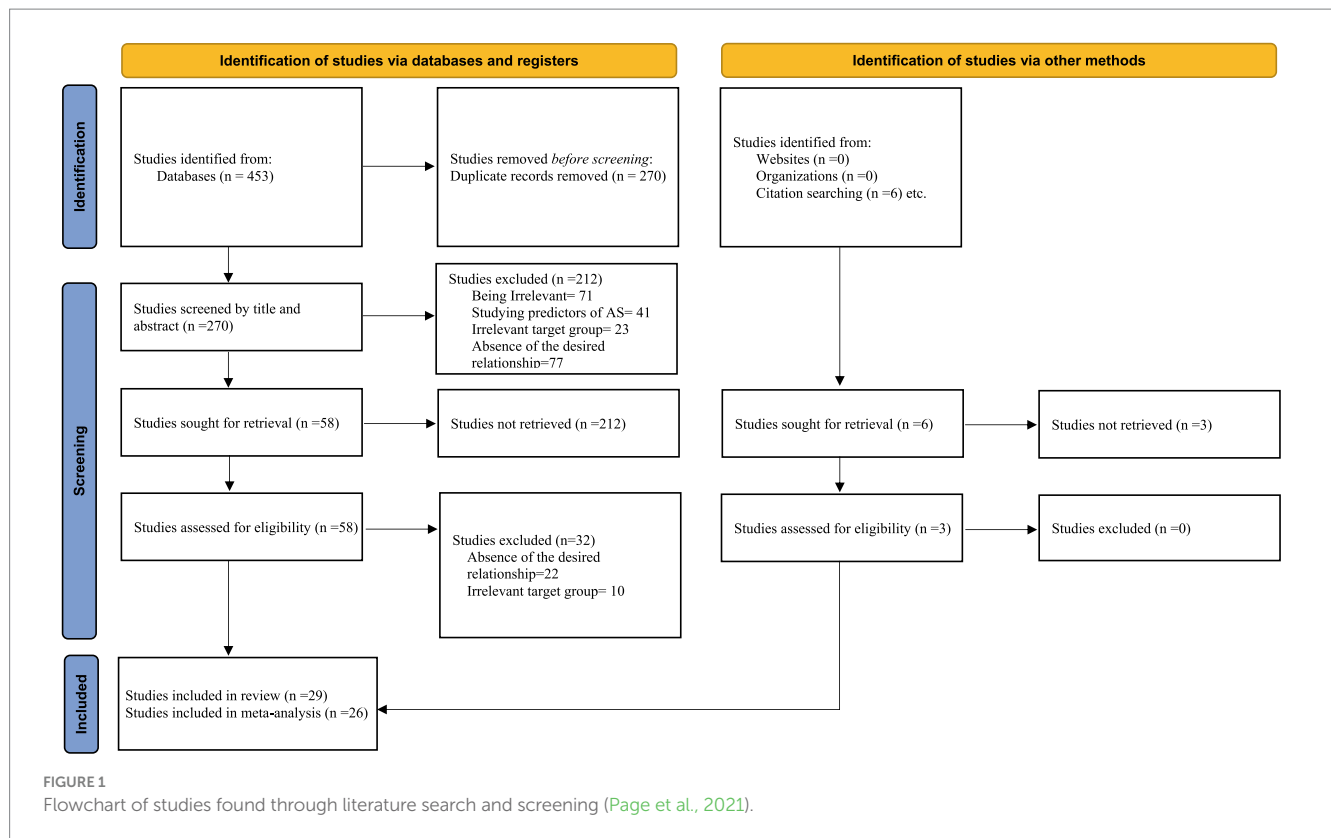 Identification of studies via databases and registers
Identification of studies via other methods
Identification
Studies identified from:
Databases (n = 453)
Studies removed before screening:
Duplicate records removed (n = 270)
Studies identified from:
Websites (n =0)
Organizations (n =0)
Citation searching (n =6) etc.
Screening
Studies screened by title and
abstract (n =270)
Studies excluded (n =212)
Being Irrelevant= 71
Studying predictors of AS= 41
Irrelevant target group= 23
Absence of the desired
relationship=77
Studies sought for retrieval (n =58)
Studies not retrieved (n =212)
Studies sought for retrieval (n =6)
Studies not retrieved (n =3)
Studies assessed for eligibility (n =58)
Studies excluded (n=32)
Absence of the desired
relationship=22
Irrelevant target group= 10
Studies assessed for eligibility (n =3)
Studies excluded (n =0)
Included
Studies included in review (n =29)
Studies included in meta-analysis (n =26)
FIGURE 1
Flowchart of studies found through literature search and screening (Page et al., 2021).